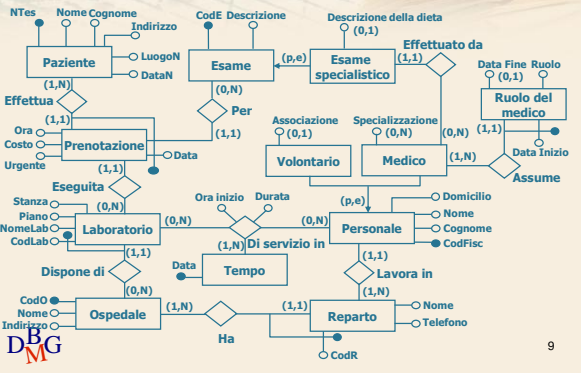 NTes Nome Cognome
Indirizzo
CodE Descrizione
Descrizione della dieta
(0,1)
Effettuato da
Data Fine Ruolo
(0,1)
Paziente
LuogoN
DataN
Esame
(p,e)
Esame
specialistico
(1,1)
Ruolo del
medico
(1,N)
Effettua
(1,1)
(0,N)
Per
(1,1)
Associazione
(0,1)
Specializzazione
(0,N)
(0,N)
(1,1)
Data Inizio
Ora
Costo
Urgente
Prenotazione
Data
Volontario
Medico
(1,N)
Assume
(1,1)
Eseguita
(0,N)
Ora inizio
Durata
(p,e)
Domicilio
Nome
Cognome
CodFisc
Stanza
Piano
NomeLab
CodLab
Laboratorio
(0,N)
(0,N)
Personale
(1,N)
Di servizio in
(1,1)
Dispone di
(0,N)
Data
Tempo
(1,1)
Lavora in
(1,N)
CodO
Nome
Indirizzo
Ospedale
(1,N)
Ha
(1,1)
Reparto
Nome
Telefono
CodR
DBMG
9